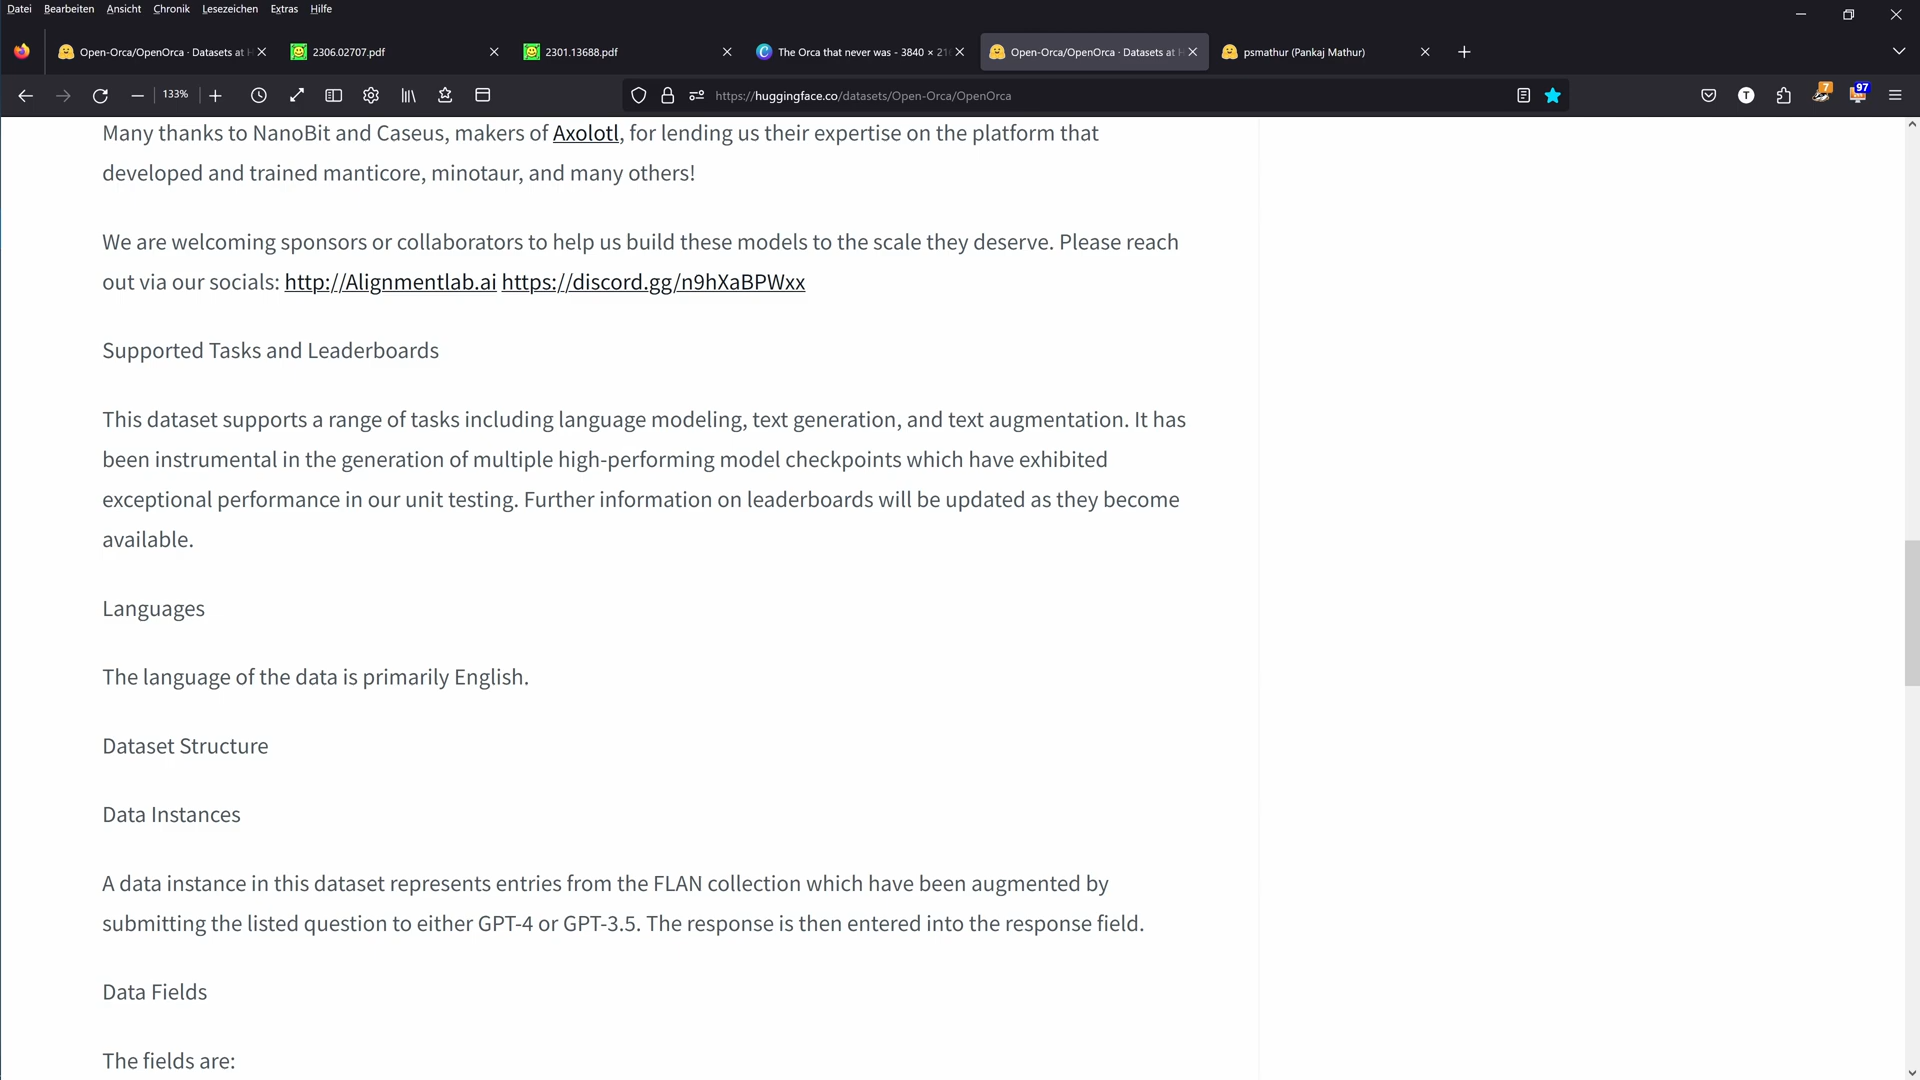 Datei Bearbeiten Ansicht Chronik Lesezeichen Extras Hilfe
Open-Orca/OpenOrca · Datasets at H 2306.02707.pdf 2301.13688.pdf The Orca that never was - 3840 × 21 Open-Orca/OpenOrca · Datasets at H psmathur (Pankaj Mathur)
133% https://huggingface.co/datasets/Open-Orca/OpenOrca T 7 97
Many thanks to NanoBit and Caseus, makers of Axolotl, for lending us their expertise on the platform that
developed and trained manticore, minotaur, and many others!
We are welcoming sponsors or collaborators to help us build these models to the scale they deserve. Please reach
out via our socials: http://Alignmentlab.ai https://discord.gg/n9hXaBPWxx
Supported Tasks and Leaderboards
This dataset supports a range of tasks including language modeling, text generation, and text augmentation. It has
been instrumental in the generation of multiple high-performing model checkpoints which have exhibited
exceptional performance in our unit testing. Further information on leaderboards will be updated as they become
available.
Languages
The language of the data is primarily English.
Dataset Structure
Data Instances
A data instance in this dataset represents entries from the FLAN collection which have been augmented by
submitting the listed question to either GPT-4 or GPT-3.5. The response is then entered into the response field.
Data Fields
The fields are: